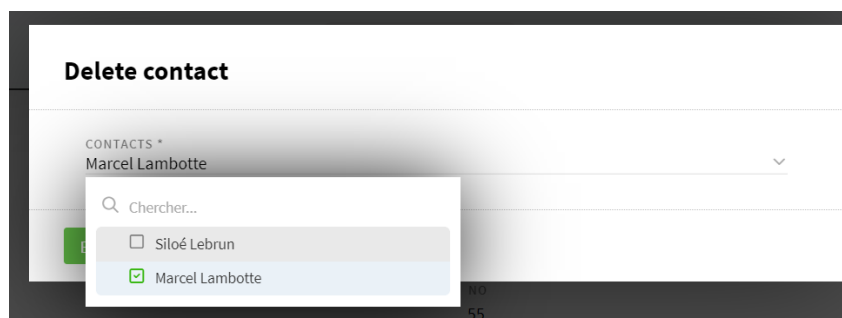 Delete contact
CONTACTS *
Marcel Lambotte
Chercher...
Siloé Lebrun
Marcel Lambotte
NO
55